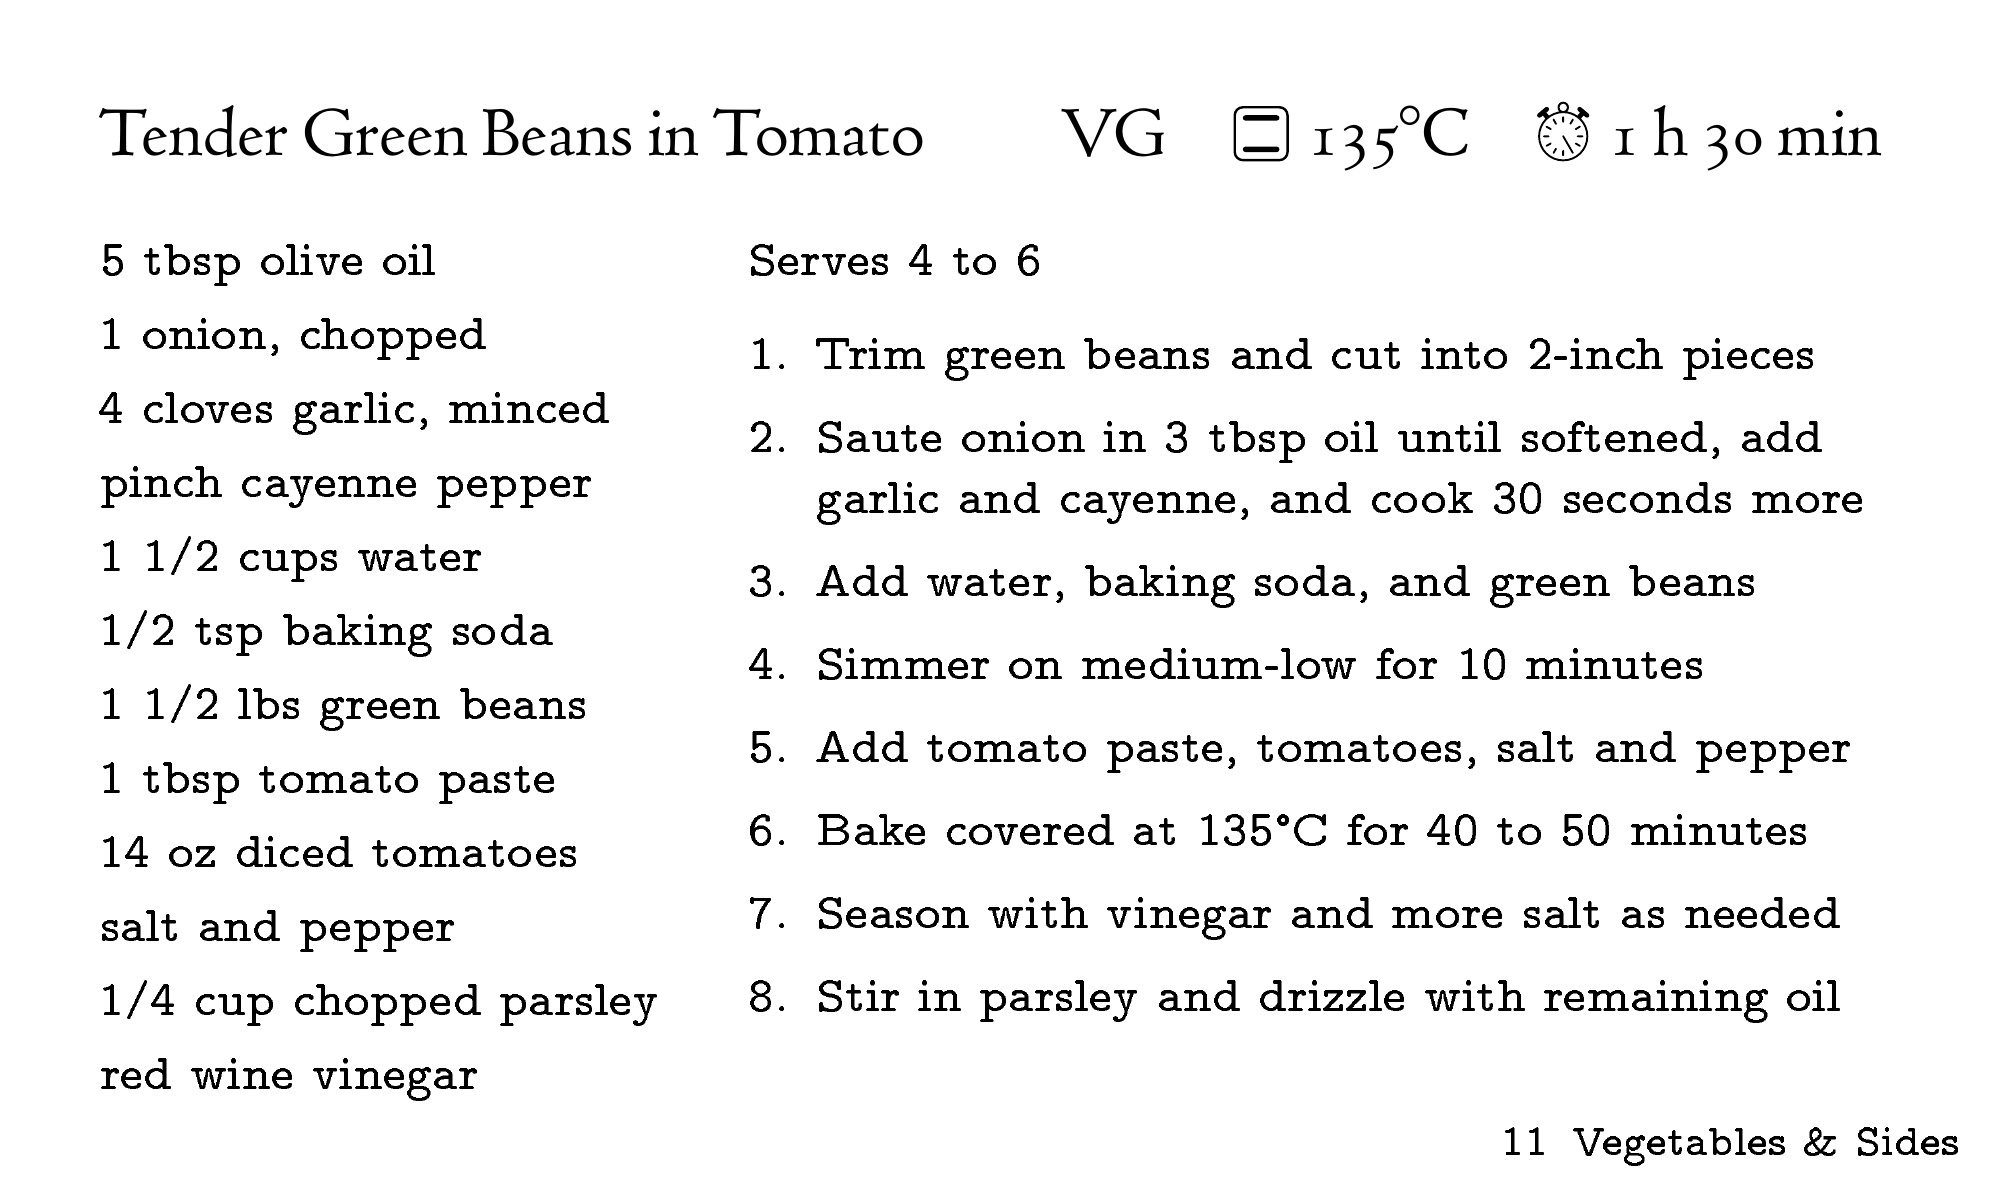 Tender Green Beans in Tomato VG 135°C 1 h 30 min
5 tbsp olive oil
1 onion, chopped
4 cloves garlic, minced
pinch cayenne pepper
1 1/2 cups water
1/2 tsp baking soda
1 1/2 lbs green beans
1 tbsp tomato paste
14 oz diced tomatoes
salt and pepper
1/4 cup chopped parsley
red wine vinegar
Serves 4 to 6
1. Trim green beans and cut into 2-inch pieces
2. Saute onion in 3 tbsp oil until softened, add
garlic and cayenne, and cook 30 seconds more
3. Add water, baking soda, and green beans
4. Simmer on medium-low for 10 minutes
5. Add tomato paste, tomatoes, salt and pepper
6. Bake covered at 135°C for 40 to 50 minutes
7. Season with vinegar and more salt as needed
8. Stir in parsley and drizzle with remaining oil
11 Vegetables & Sides